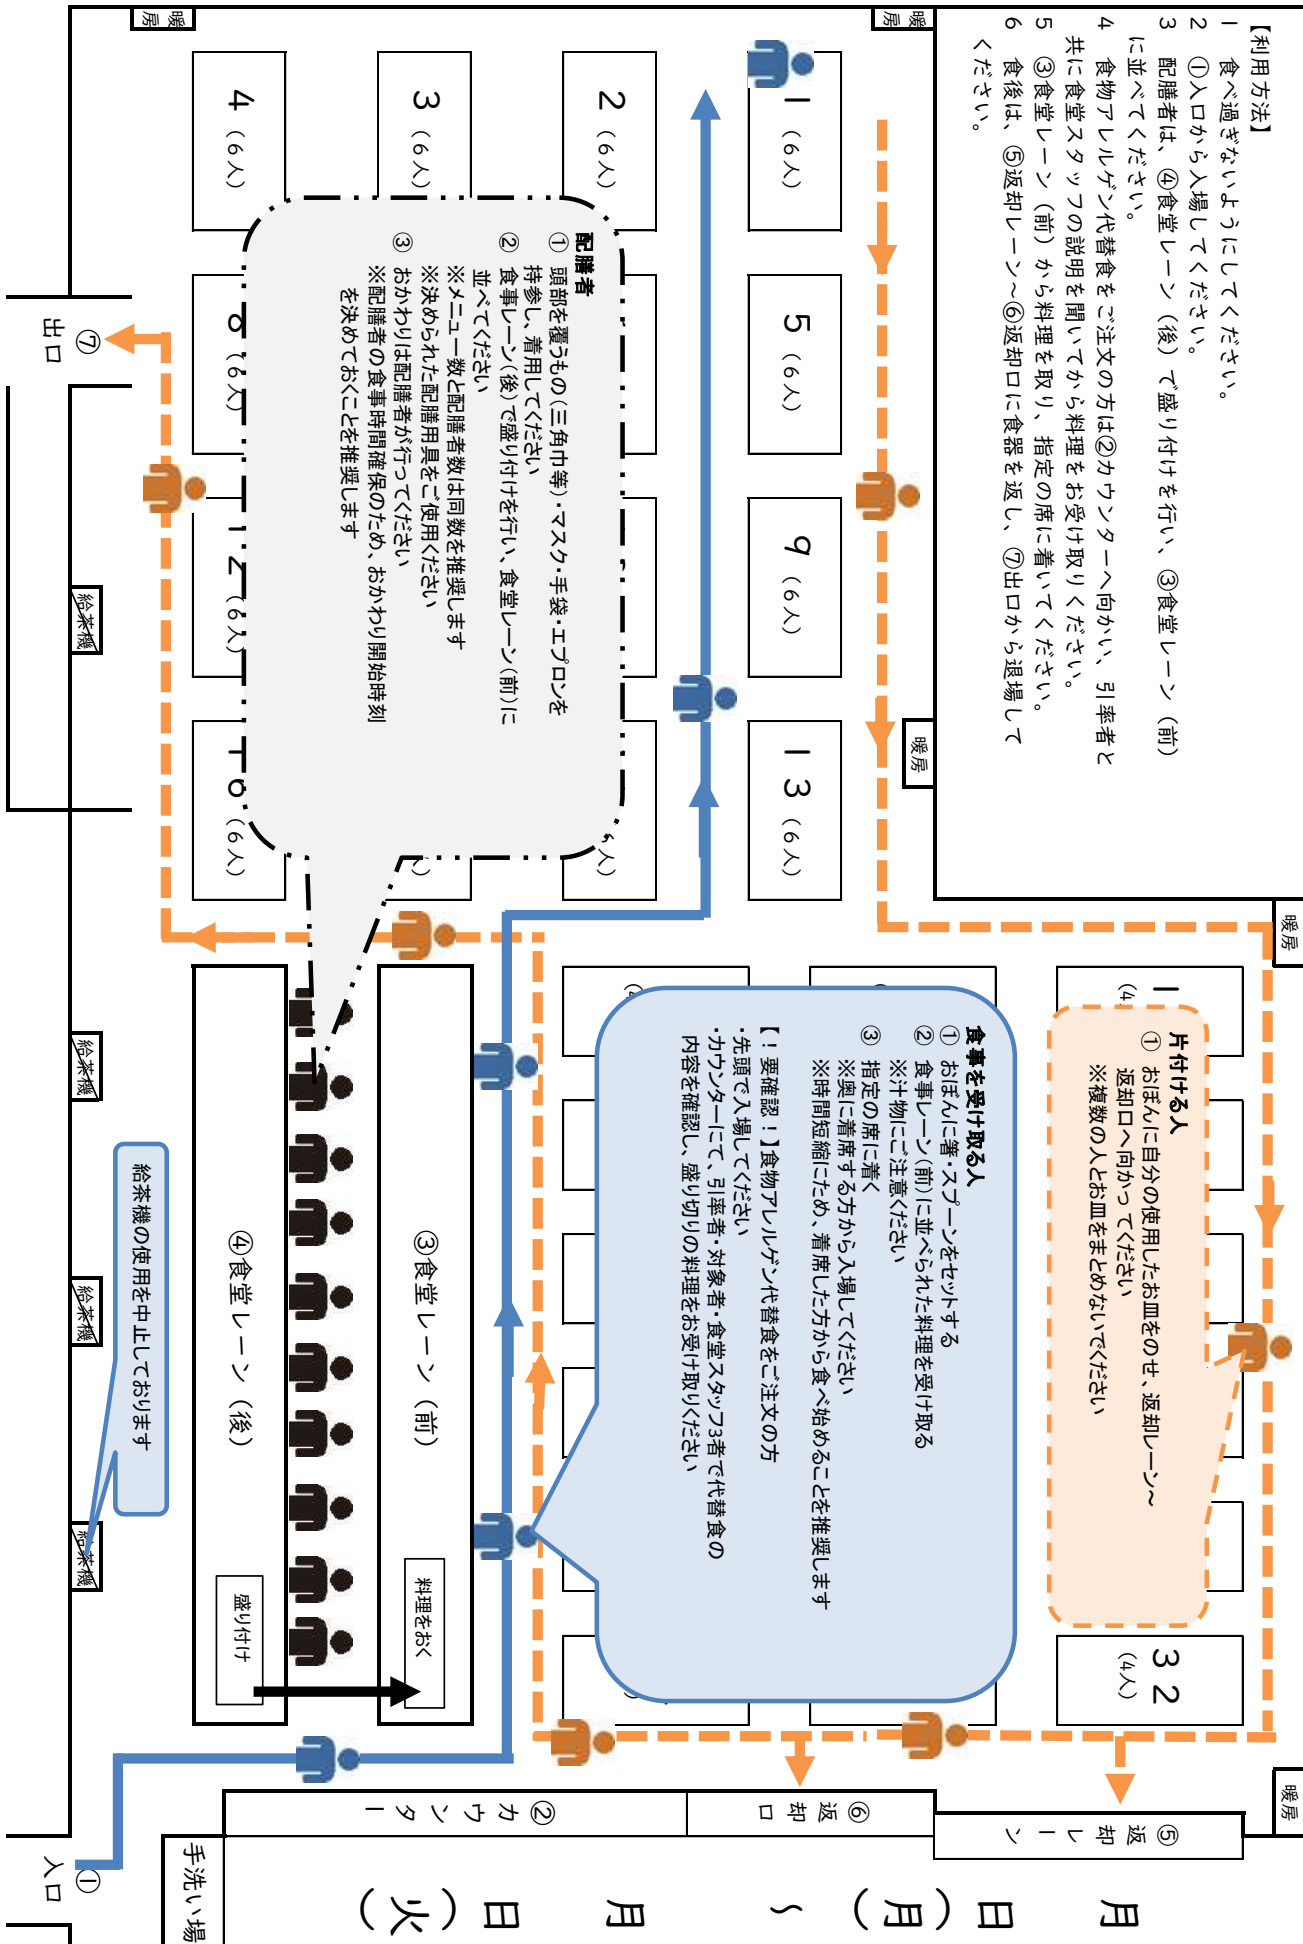 【利用方法】
1　食べ過ぎないようにしてください。
2　①入口から入場してください。
3　配膳者は、④食堂レーン（後）で盛り付けを行い、③食堂レーン（前）
に並べてください。
4　食物アレルゲン代替食をご注文の方は②カウンターへ向かい、引率者と
共に食堂スタッフの説明を聞いてから料理をお受け取りください。
5　③食堂レーン（前）から料理を取り、指定の席に着いてください。
6　食後は、⑤返却レーン～⑥返却口に食器を返し、⑦出口から退場して
ください。
暖房
暖房
暖房
暖房
暖房
1（6人）
5（6人）
9（6人）
13（6人）
2（6人）
6人）
3（6人）
4（6人）
8（6人）
12（6人）
16（6人）
配膳者
①　頭部を覆うもの（三角巾等）・マスク・手袋・エプロンを
持参し、着用してください
②　食事レーン（後）で盛り付けを行い、食堂レーン（前）に
並べてください
※メニュー数と配膳者数は同数を推奨します
※決められた配膳用具をご使用ください
③　おかわりは配膳者が行ってください
※配膳者の食事時間確保のため、おかわり開始時刻
を決めておくことを推奨します
1
（4
32
（4人）
片付ける人
①　おぼんに自分の使用したお皿をのせ、返却レーン～
返却口へ向かってください
※複数の人とお皿をまとめないでください
食事を受け取る人
①　おぼんに箸・スプーンをセットする
②　食事レーン（前）に並べられた料理を受け取る
※汁物にご注意ください
③　指定の席に着く
※奥に着席する方から入場してください
※時間短縮にため、着席した方から食べ始めることを推奨します
【！要確認！】食物アレルゲン代替食をご注文の方
・先頭で入場してください
・カウンターにて、引率者・対象者・食堂スタッフ3者で代替食の
内容を確認し、盛り切りの料理をお受け取りください
③食堂レーン（前）
料理をおく
④食堂レーン（後）
盛り付け
給茶機の使用を中止しております
給茶機
給茶機
給茶機
給茶機
⑦
出口
①
入口
手洗い場
②カウンター
⑥返却口
⑤返却レーン
月　日（月）～　月　日（火）